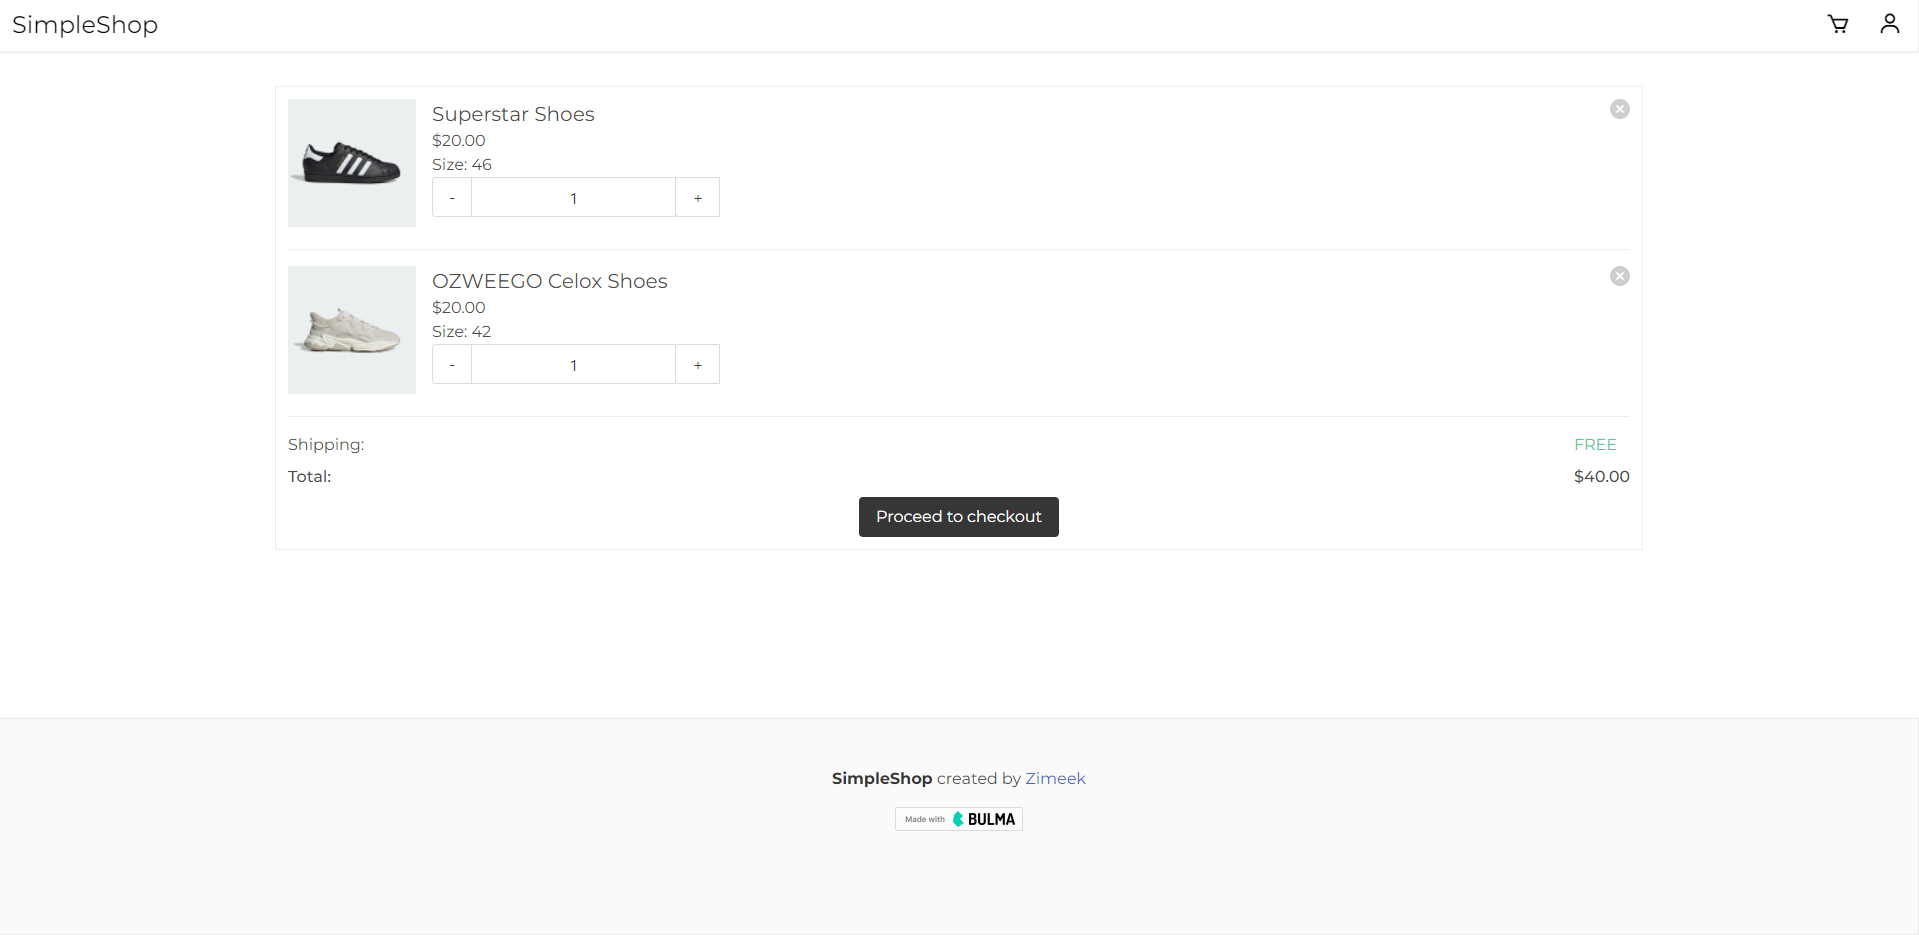 SimpleShop
Superstar Shoes
$20.00
Size: 46
- 1 +
OZWEEGO Celox Shoes
$20.00
Size: 42
- 1 +
Shipping: FREE
Total: $40.00
Proceed to checkout
SimpleShop created by Zimeek
Made with BULMA